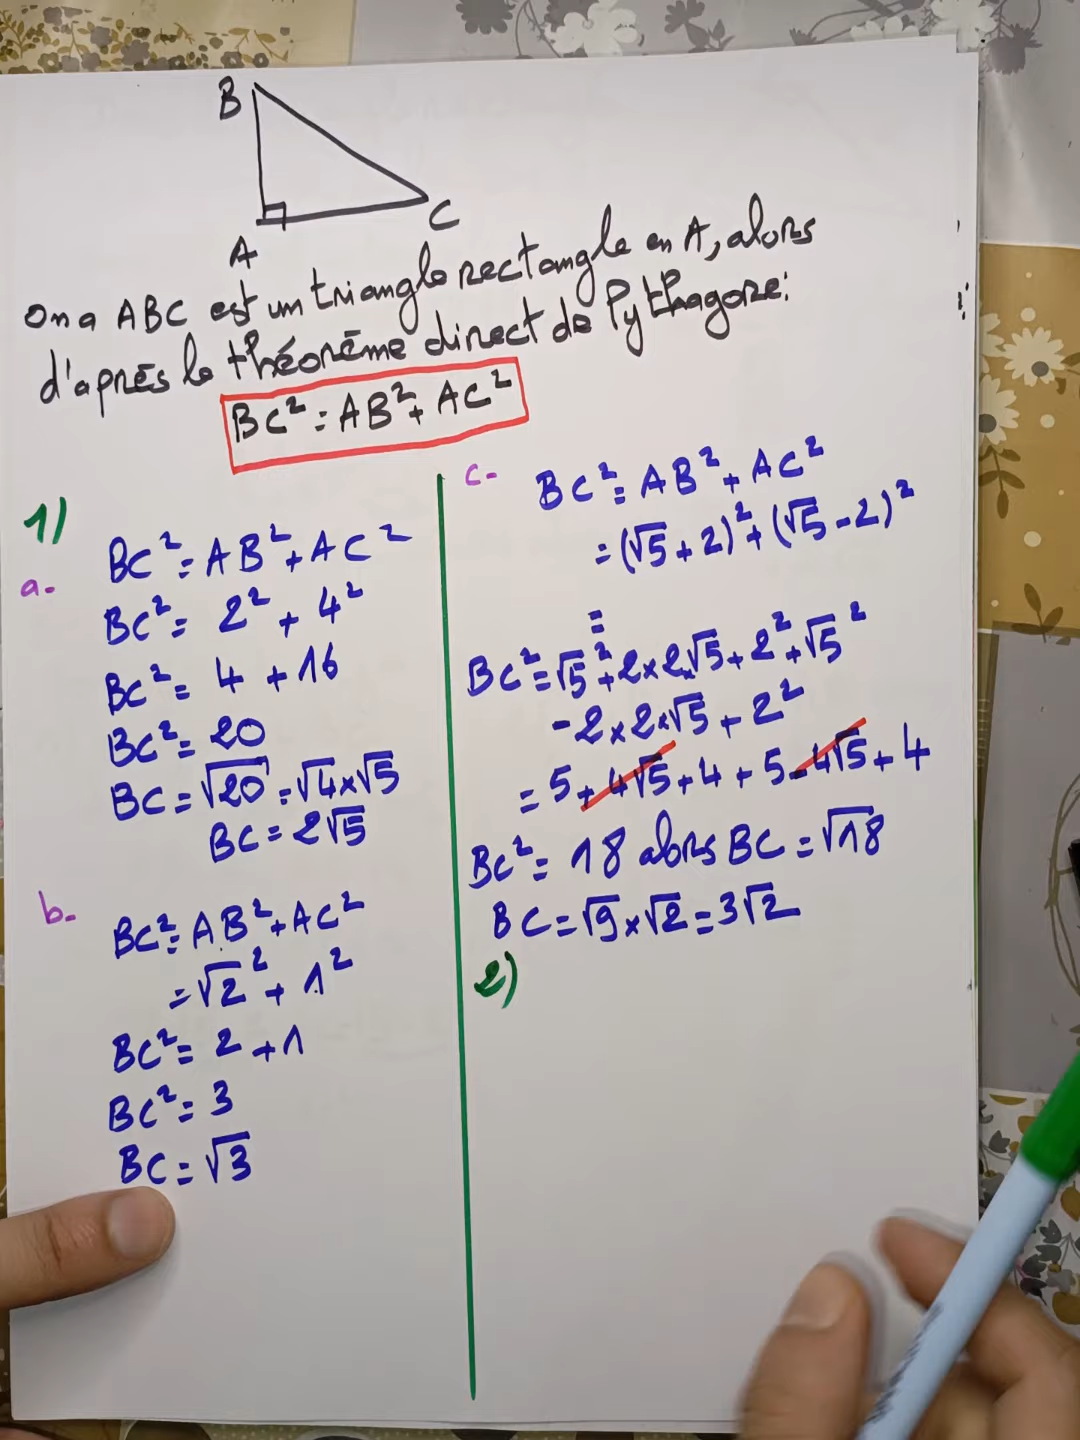 B
A
C
On a ABC est un triangle rectangle en A, alors
d'après le théorème direct de Pythagore:
BC² = AB² + AC²
1)
a.
BC² = AB² + AC²
BC² = 2² + 4²
BC² = 4 + 16
BC² = 20
BC = √20 = √4 × √5
BC = 2√5
b.
BC² = AB² + AC²
= √2² + 1²
BC² = 2 + 1
BC² = 3
BC = √3
c-
BC² = AB² + AC²
= (√5 + 2)² + (√5 - 2)²
=
BC² = √5² + 2 × 2 × √5 + 2² + √5²
- 2 × 2 × √5 + 2²
= 5 + 4√5 + 4 + 5 - 4√5 + 4
BC² = 18 alors BC = √18
BC = √9 × √2 = 3√2
2)